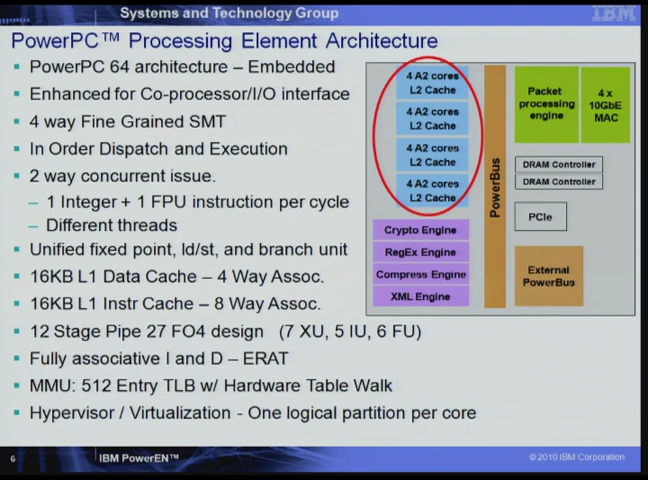 Systems and Technology Group
IBM
PowerPC™ Processing Element Architecture
PowerPC 64 architecture – Embedded
Enhanced for Co-processor/I/O interface
4 way Fine Grained SMT
In Order Dispatch and Execution
2 way concurrent issue.
– 1 Integer + 1 FPU instruction per cycle
– Different threads
Unified fixed point, ld/st, and branch unit
16KB L1 Data Cache – 4 Way Assoc.
16KB L1 Instr Cache – 8 Way Assoc.
12 Stage Pipe 27 FO4 design (7 XU, 5 IU, 6 FU)
Fully associative I and D – ERAT
MMU: 512 Entry TLB w/ Hardware Table Walk
Hypervisor / Virtualization - One logical partition per core
4 A2 cores
L2 Cache
4 A2 cores
L2 Cache
4 A2 cores
L2 Cache
4 A2 cores
L2 Cache
Crypto Engine
RegEx Engine
Compress Engine
XML Engine
PowerBus
Packet
processing
engine
4 x
10GbE
MAC
DRAM Controller
DRAM Controller
PCIe
External
PowerBus
6
IBM PowerEN™
© 2010 IBM Corporation